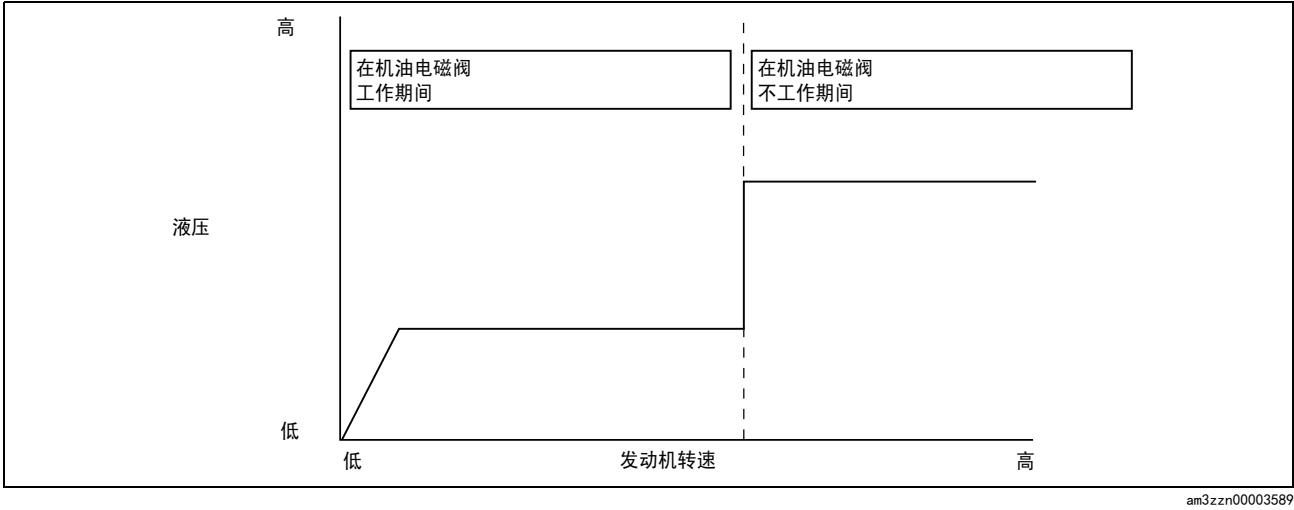 高
在机油电磁阀
工作期间
在机油电磁阀
不工作期间
液压
低
低
发动机转速
高
am3zzn00003589